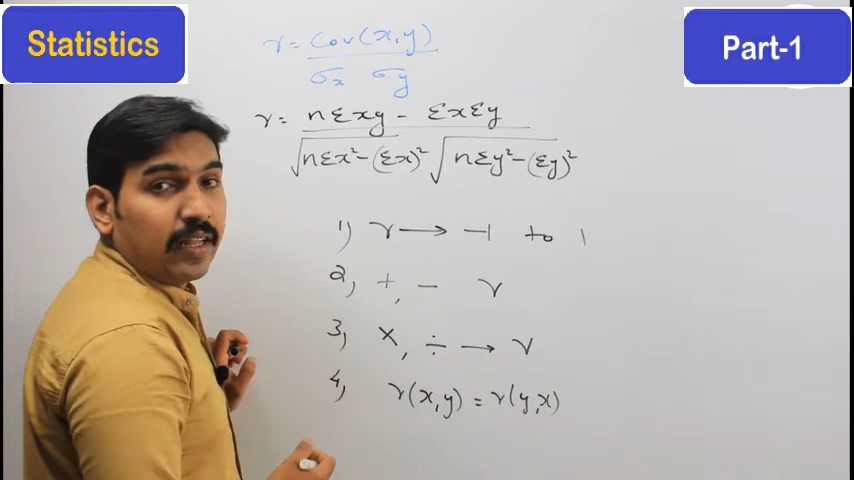 Statistics
Part-1
r = Cov(x,y) / σx σy
r = nΣxy - ΣxΣy / √nΣx²-(Σx)² √nΣy²-(Σy)²
1) r → -1 to 1
2) +, - r
3) ×, ÷ → r
4) r(x,y) = r(y,x)